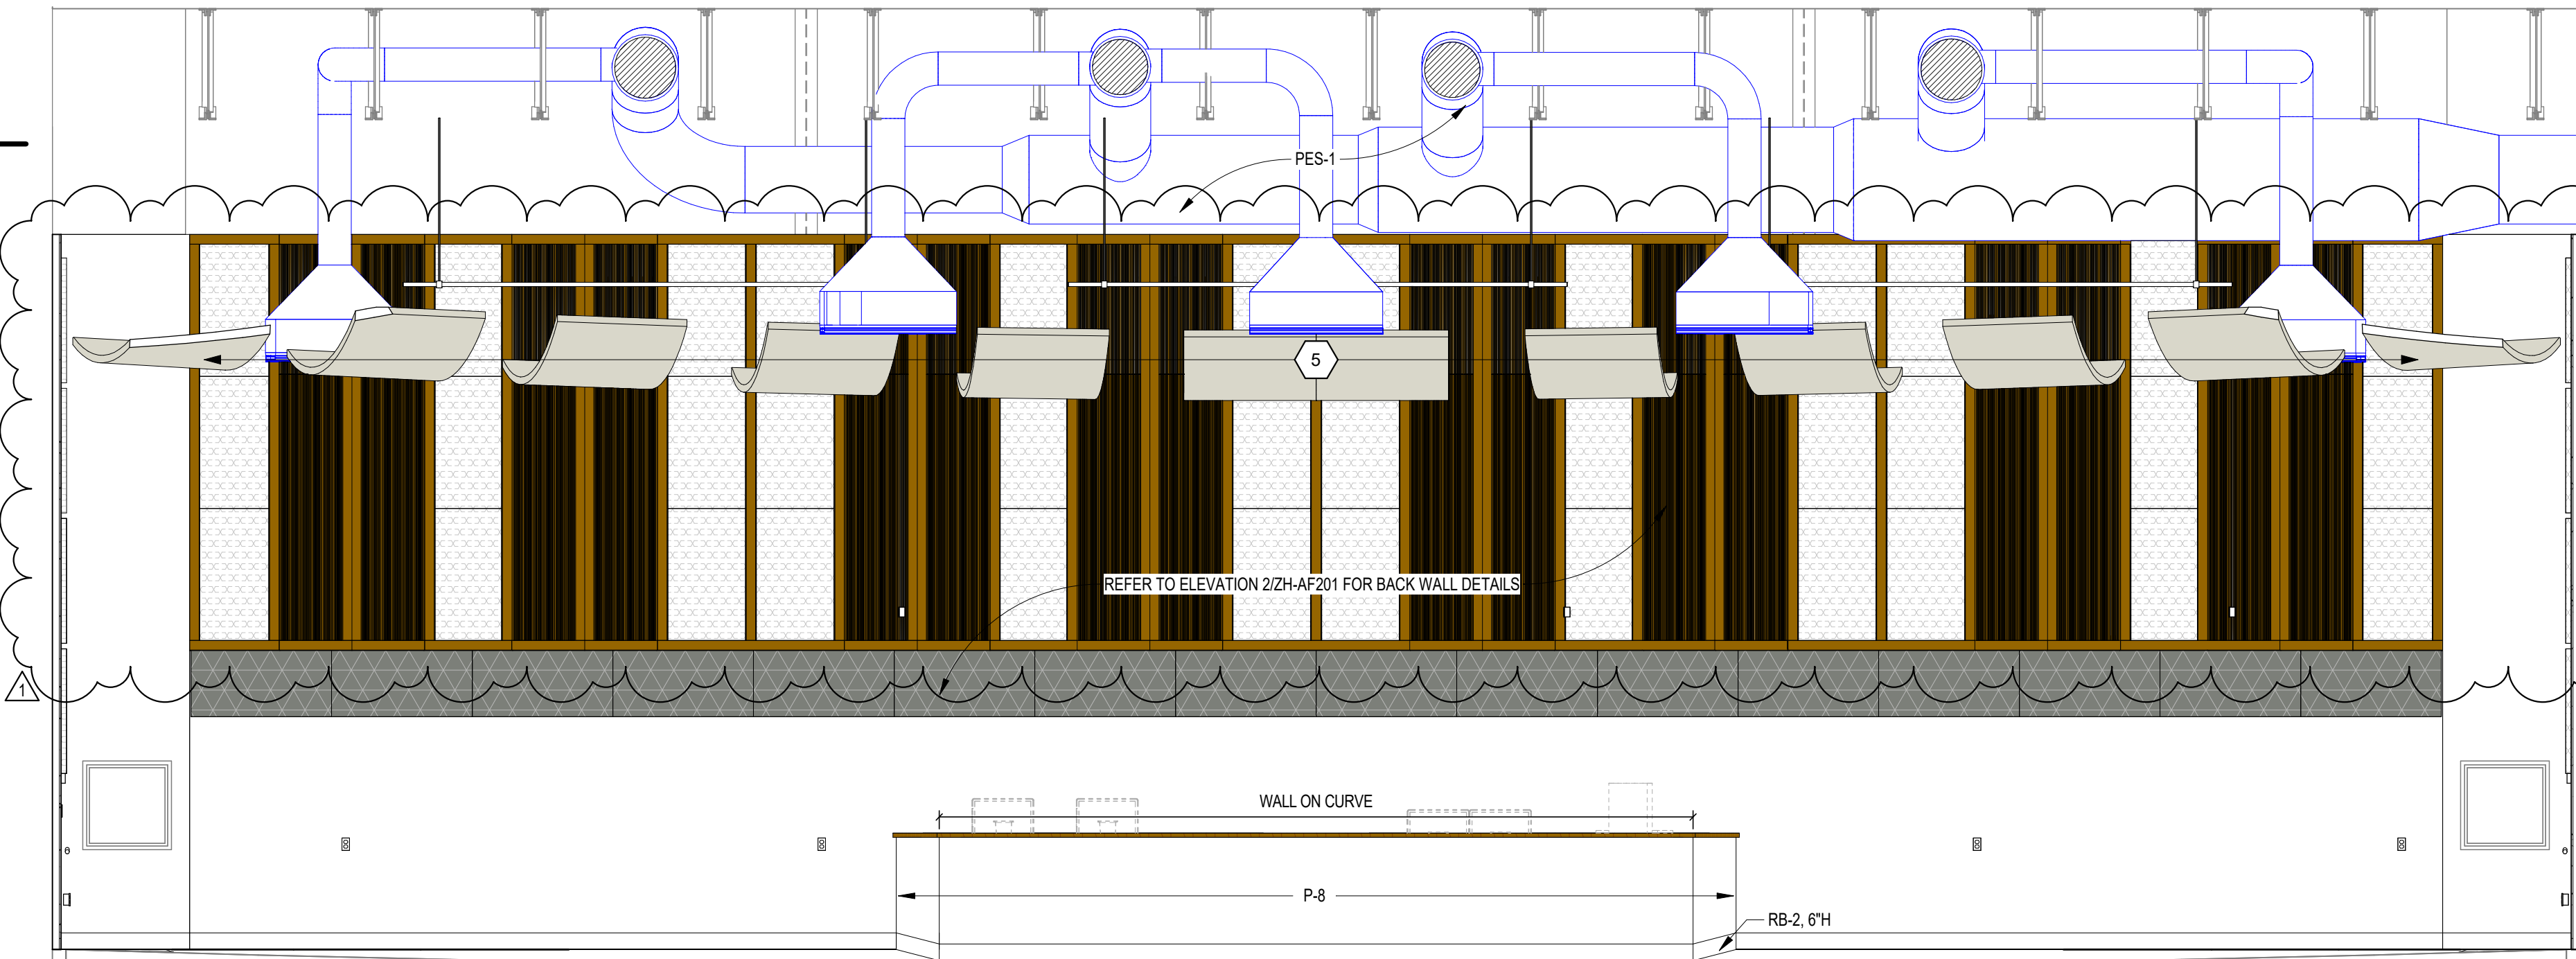 PES-1
5
REFER TO ELEVATION 2/ZH-AF201 FOR BACK WALL DETAILS
1
WALL ON CURVE
P-8
RB-2, 6"H